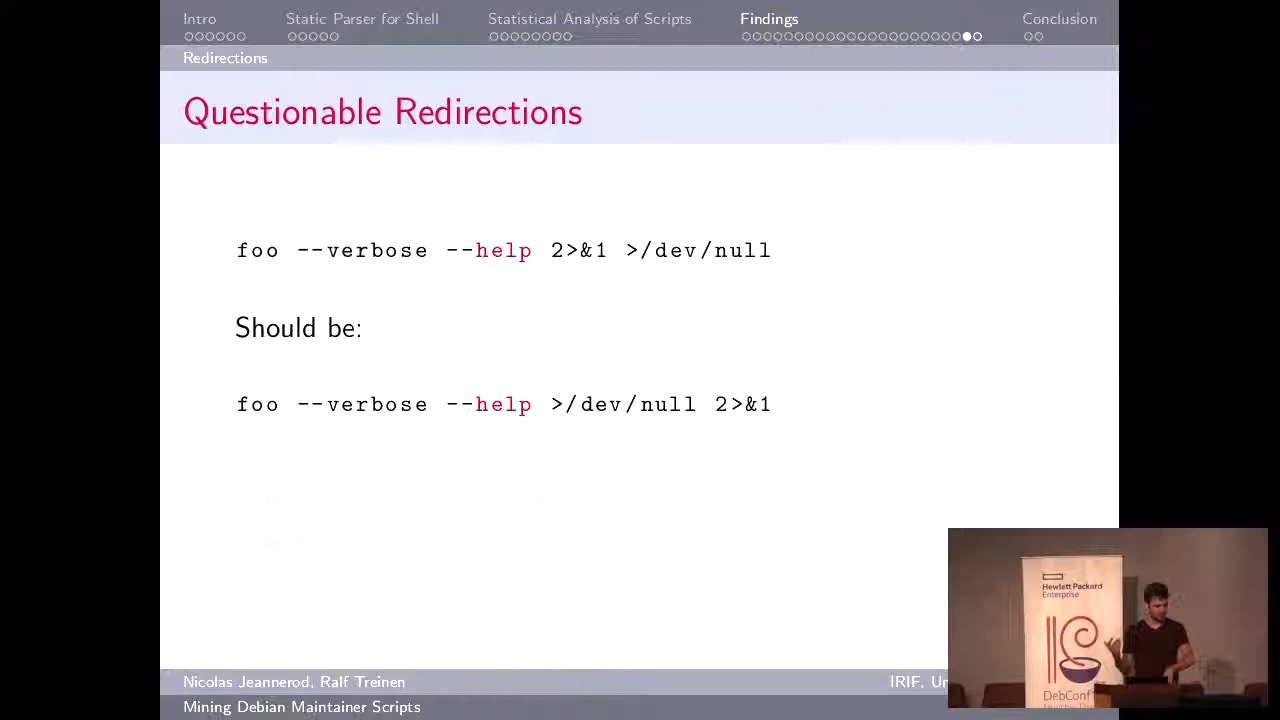 Intro Static Parser for Shell Statistical Analysis of Scripts Findings Conclusion
Redirections
Questionable Redirections
foo --verbose --help 2>&1 >/dev/null
Should be:
foo --verbose --help >/dev/null 2>&1
Hewlett Packard
Enterprise
Nicolas Jeannerod, Ralf Treinen IRIF,
Mining Debian Maintainer Scripts